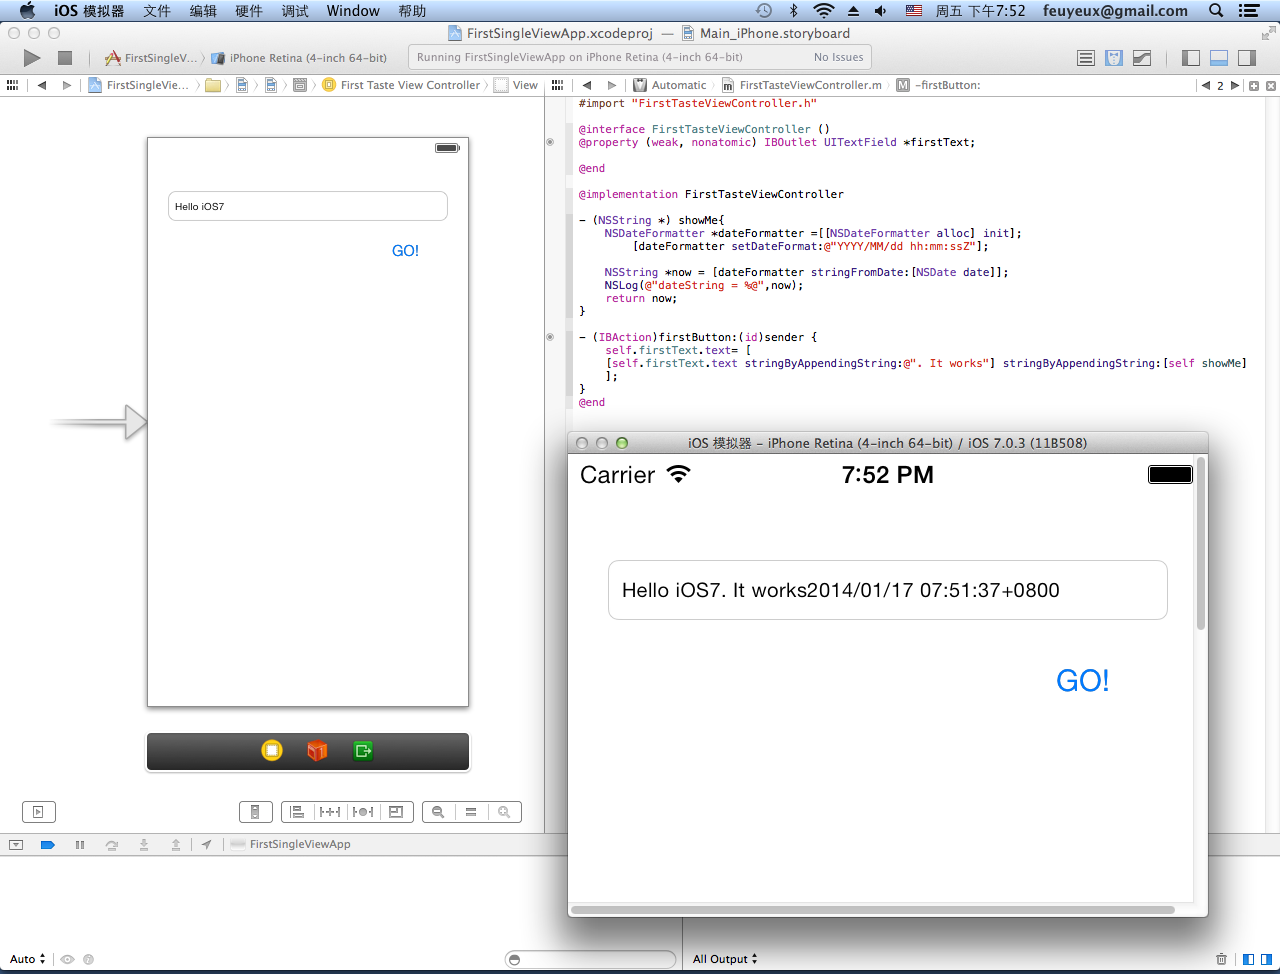 iOS 模拟器 文件 编辑 硬件 调试 Window 帮助 周五 下午7:52 feuyeux@gmail.com
FirstSingleViewApp.xcodeproj — Main_iPhone.storyboard
FirstSingleV... iPhone Retina (4-inch 64-bit) Running FirstSingleViewApp on iPhone Retina (4-inch 64-bit) No Issues
FirstSingleVie... First Taste View Controller View Automatic FirstTasteViewController.m M -firstButton: 2
#import "FirstTasteViewController.h"
@interface FirstTasteViewController ()
@property (weak, nonatomic) IBOutlet UITextField *firstText;
@end
@implementation FirstTasteViewController
- (NSString *) showMe{
NSDateFormatter *dateFormatter =[[NSDateFormatter alloc] init];
[dateFormatter setDateFormat:@"YYYY/MM/dd hh:mm:ssZ"];
NSString *now = [dateFormatter stringFromDate:[NSDate date]];
NSLog(@"dateString = %@",now);
return now;
}
- (IBAction)firstButton:(id)sender {
self.firstText.text= [
[self.firstText.text stringByAppendingString:@". It works"] stringByAppendingString:[self showMe]
];
}
@end
Hello iOS7
GO!
iOS 模拟器 - iPhone Retina (4-inch 64-bit) / iOS 7.0.3 (11B508)
Carrier 7:52 PM
Hello iOS7. It works2014/01/17 07:51:37+0800
GO!
FirstSingleViewApp
Auto All Output